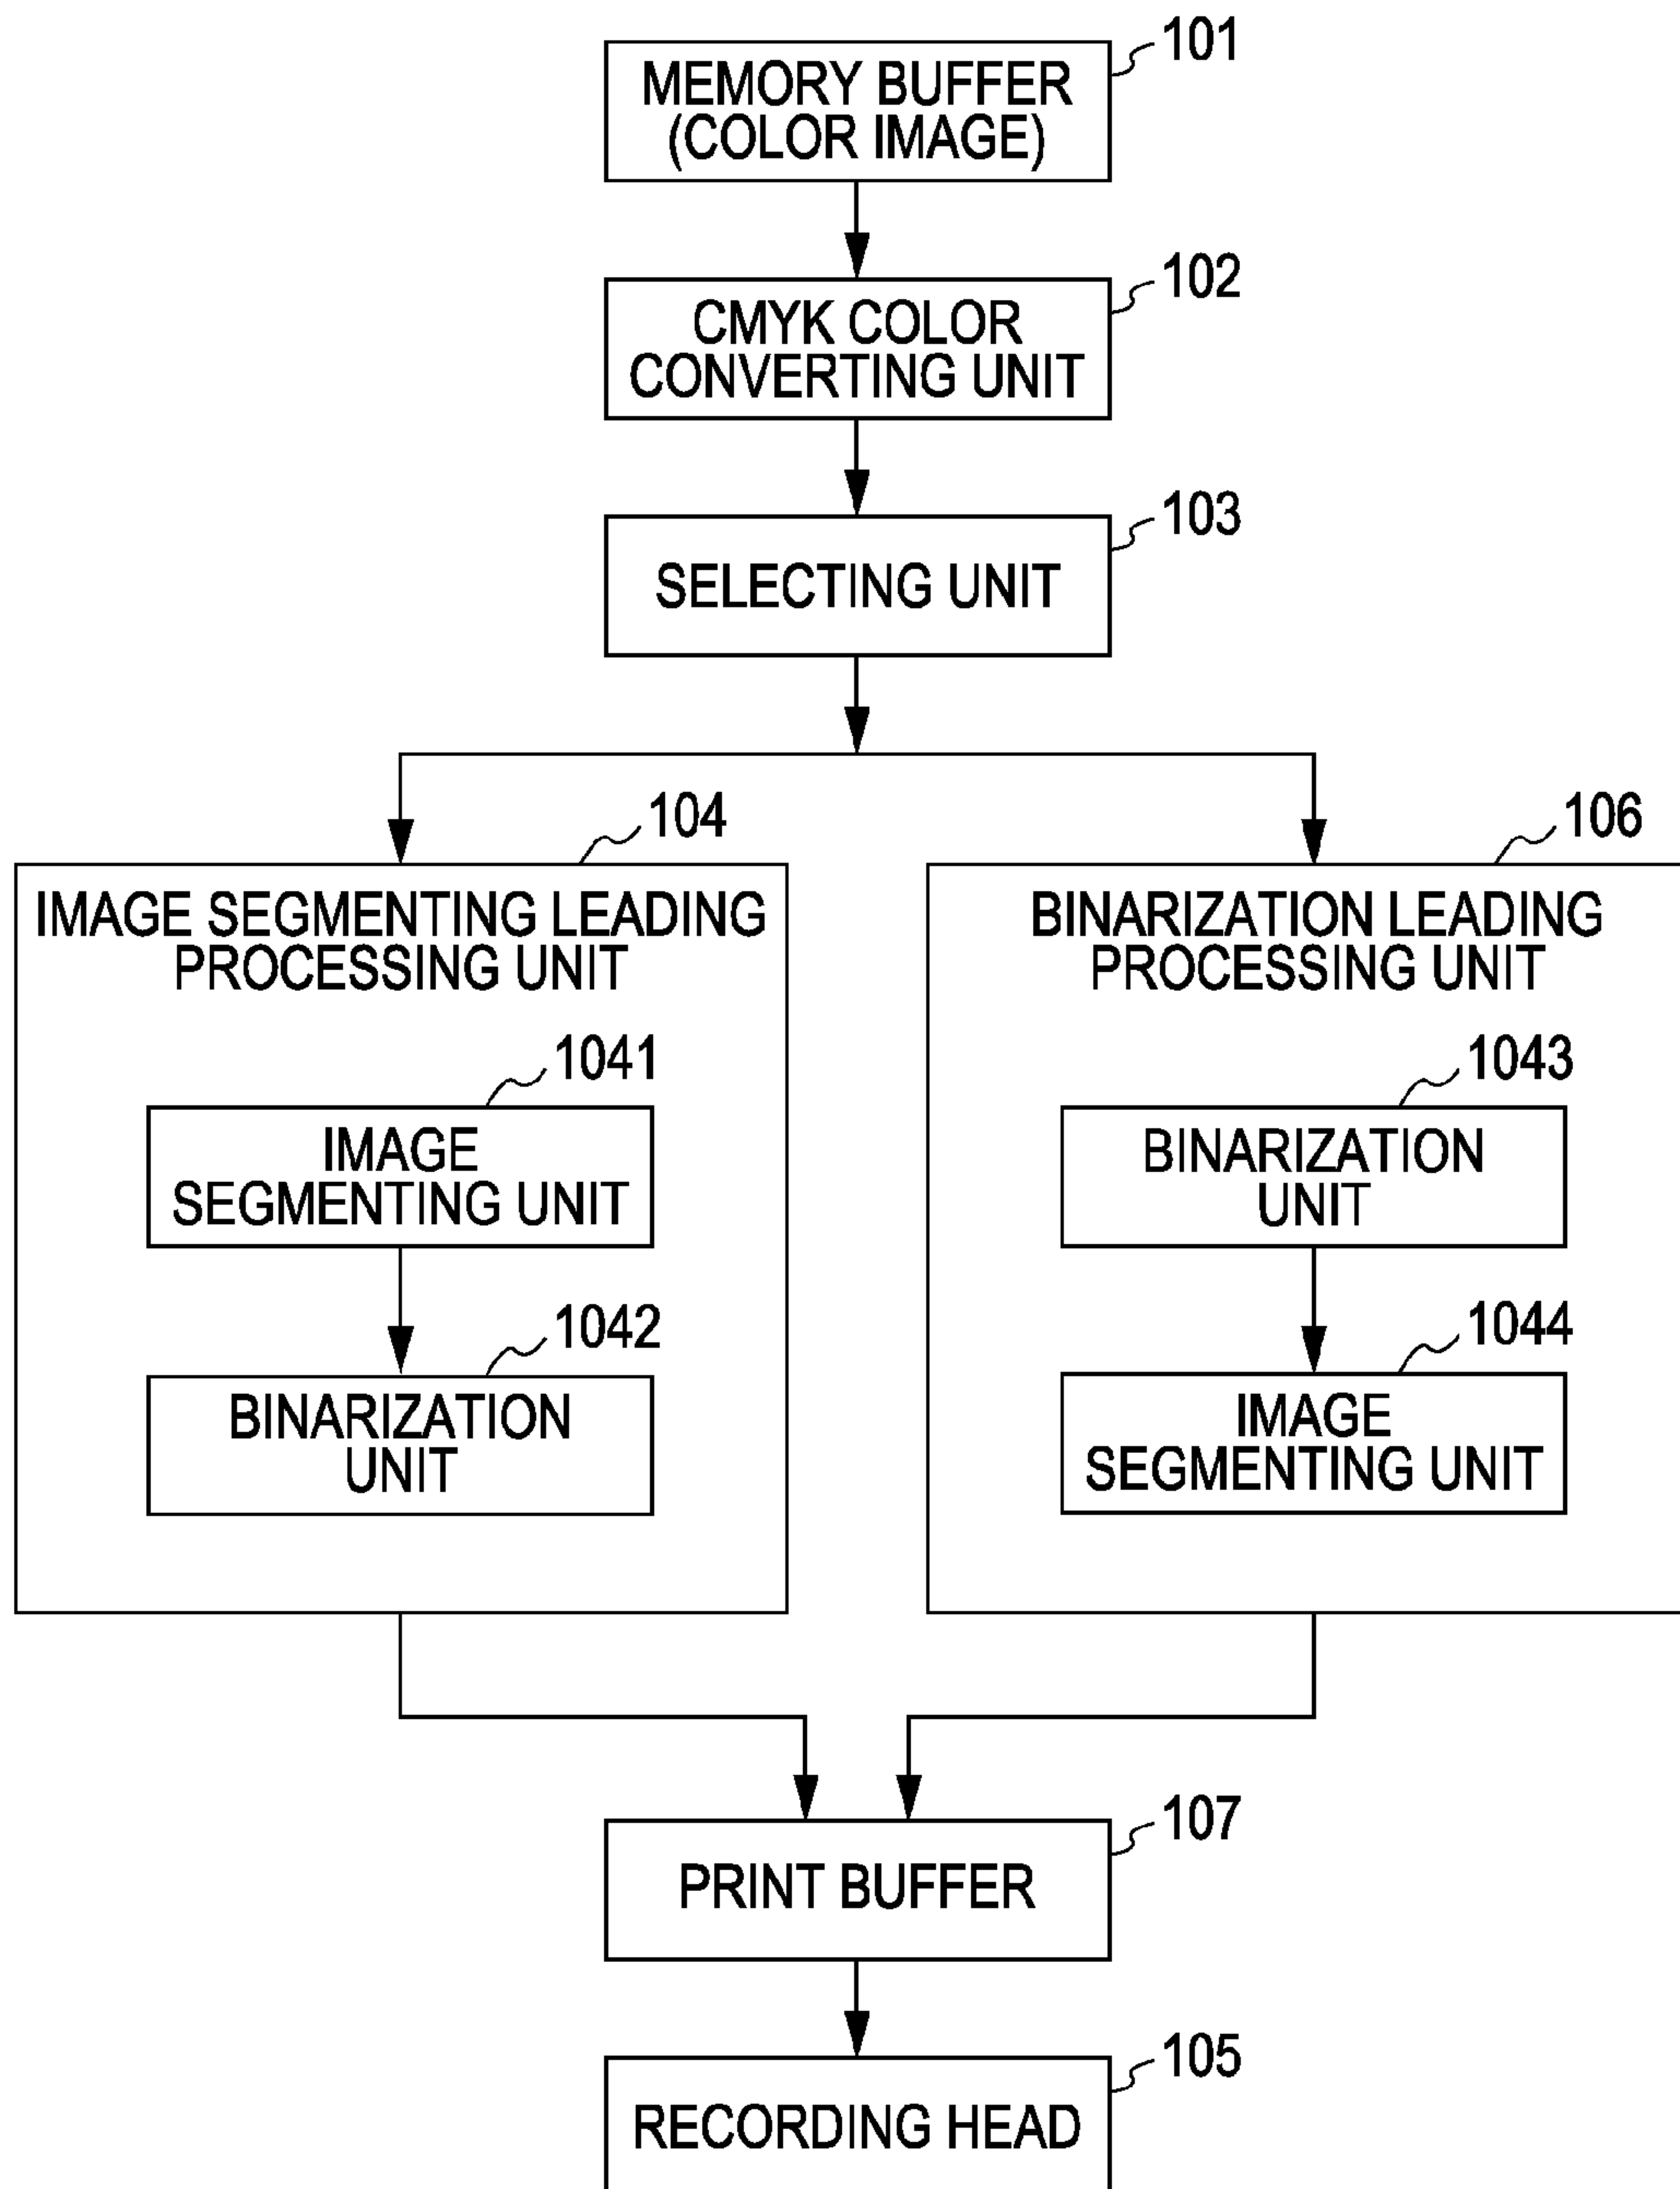 101
MEMORY BUFFER
(COLOR IMAGE)
102
CMYK COLOR
CONVERTING UNIT
103
SELECTING UNIT
104
IMAGE SEGMENTING LEADING
PROCESSING UNIT
1041
IMAGE
SEGMENTING UNIT
1042
BINARIZATION
UNIT
106
BINARIZATION LEADING
PROCESSING UNIT
1043
BINARIZATION
UNIT
1044
IMAGE
SEGMENTING UNIT
107
PRINT BUFFER
105
RECORDING HEAD